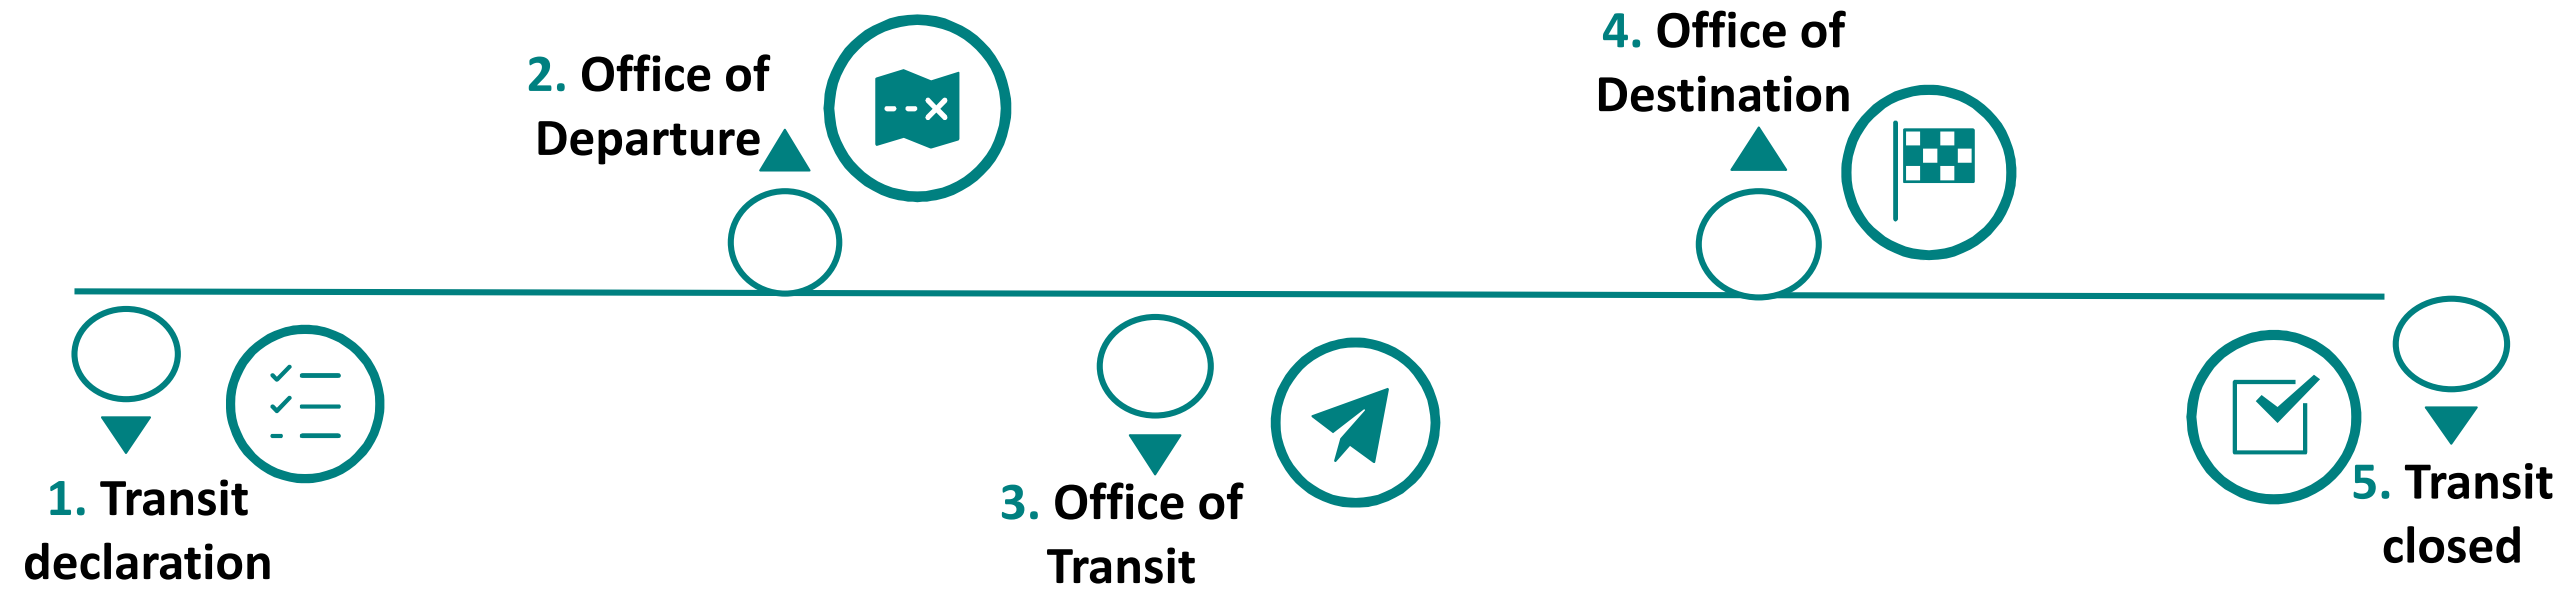 1. Transit
declaration
2. Office of
Departure
3. Office of
Transit
4. Office of
Destination
5. Transit
closed